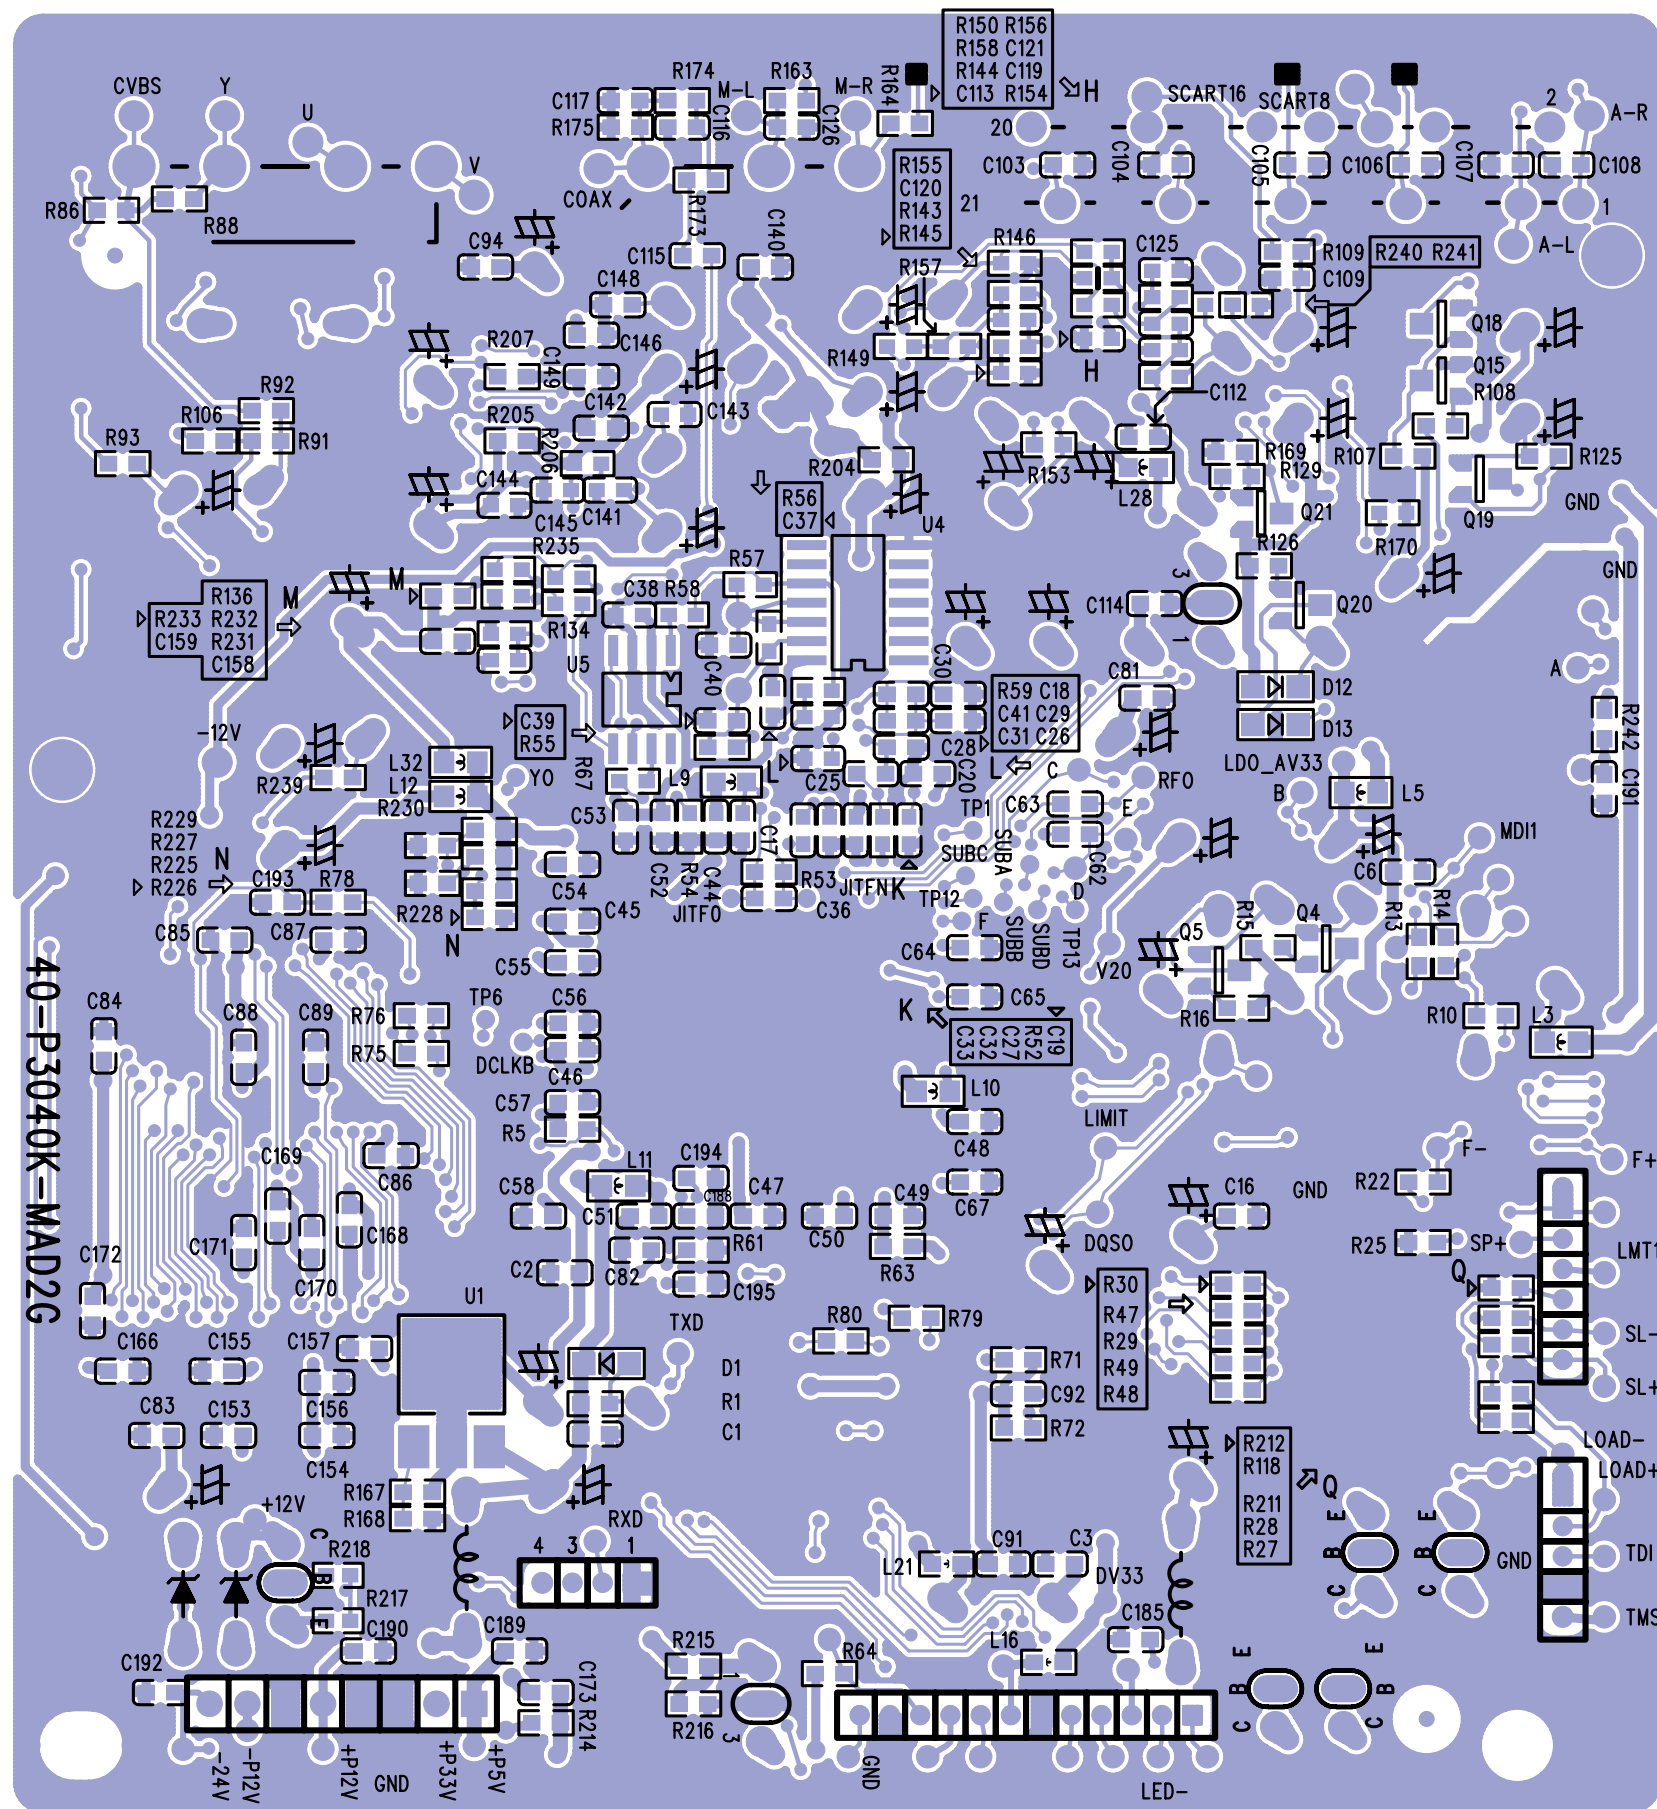 R150 R156
R158 C121
R144 C119
C113 R154
H
CVBS
Y
U
V
C117
R174
R175
C116
M-L
R163
C126
M-R
R164
SCART16
SCART8
2
A-R
20
C103
C104
C105
C106
C107
C108
R155
C120
R143
R145
21
1
A-L
R86
R88
COAX
R173
C94
C115
C140
R146
C125
R109
C109
R240 R241
C148
R157
C146
R149
H
Q18
Q15
R108
R207
C149
C142
C143
C112
R92
R106
R91
R93
R205
R206
C144
C145
C141
R204
R153
L28
R169
R129
R107
R125
Q21
Q19
R170
GND
R56
C37
U4
R126
GND
R235
M
M
R136
R233 R232
C159 R231
C158
R134
U5
C38
R58
R57
C40
C30
C114
3
1
Q20
C81
D12
D13
A
R242
C191
R59 C18
C41 C29
C31 C26
C39
R55
-12V
R239
L32
L12
R230
Y0
R67
L9
L
C25
C28
C20
L
C
RF0
LDO_AV33
B
L5
MDI1
R229
R227
R225
R226
N
C53
C17
TP1
C63
E
SUBC
SUBA
C62
C193
R78
C54
C52
R54
C44
JITFO
R53
C36
JITFN
K
TP12
D
C6
R228
N
C45
C85
C87
C55
C64
F
SUBB
SUBD
TP13
V20
Q5
R15
Q4
R13
R14
R16
R10
L3
40-P3040K-MAD2G
C84
C88
C89
R76
R75
TP6
DCLKB
C56
C46
C57
R5
K
C65
C33
C32
C27
R52
C19
L10
C48
LIMIT
C169
C86
L11
C194
C188
C58
C51
C47
C50
C49
C67
C16
GND
R22
F-
F+
C172
C171
C170
C168
C2
C82
R61
C195
R63
DQS0
R25
SP+
LMT1
Q
U1
TXD
R80
R79
R30
R47
R29
R49
R48
SL-
SL+
C166
C155
C157
D1
R1
C1
R71
C92
R72
C83
C153
C156
C154
LOAD-
LOAD+
R212
R118
R211
R28
R27
Q
R167
R168
+12V
C
B
E
R218
R217
C190
RXD
4 3 1
L21
C91
C3
DV33
E
B
C
E
B
C
GND
TDI
TMS
C192
C189
C173
R214
R215
1
R216
3
R64
L16
C185
E
B
C
E
B
C
-24V
-P12V
+P12V
GND
+P33V
+P5V
GND
LED-